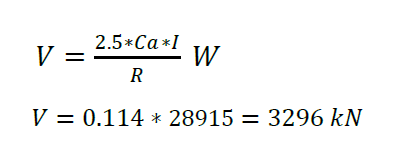 V = 2.5∗Ca∗I / R W
V = 0.114 ∗ 28915 = 3296 kN